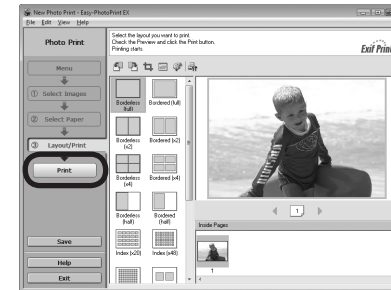 New Photo Print - Easy-PhotoPrint EX
File Edit View Help
Photo Print
Menu
① Select Images
② Select Paper
③ Layout/Print
Print
Save
Help
Exit
Select the layout you want to print.
Check the Preview and click the Print button.
Printing starts.
Exif Prin
Borderless (full)
Bordered (full)
Borderless (x2)
Bordered (x2)
Borderless (x4)
Bordered (x4)
Borderless (half)
Bordered (half)
Index (x20)
Index (x48)
1
Inside Pages
1